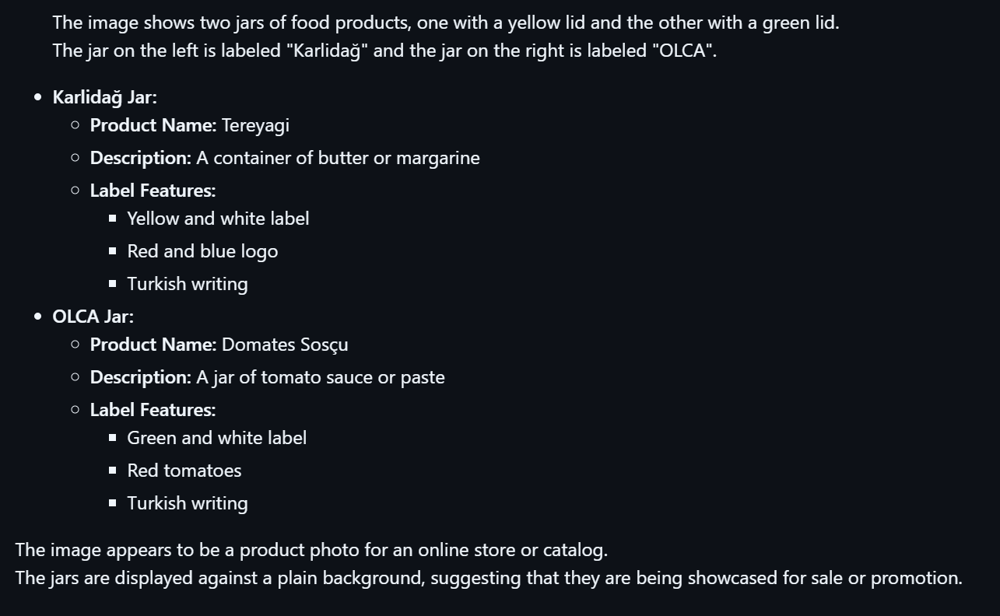 The image shows two jars of food products, one with a yellow lid and the other with a green lid.
The jar on the left is labeled "Karlidağ" and the jar on the right is labeled "OLCA".
Karlidağ Jar:
Product Name: Tereyagi
Description: A container of butter or margarine
Label Features:
Yellow and white label
Red and blue logo
Turkish writing
OLCA Jar:
Product Name: Domates Sosçu
Description: A jar of tomato sauce or paste
Label Features:
Green and white label
Red tomatoes
Turkish writing
The image appears to be a product photo for an online store or catalog.
The jars are displayed against a plain background, suggesting that they are being showcased for sale or promotion.